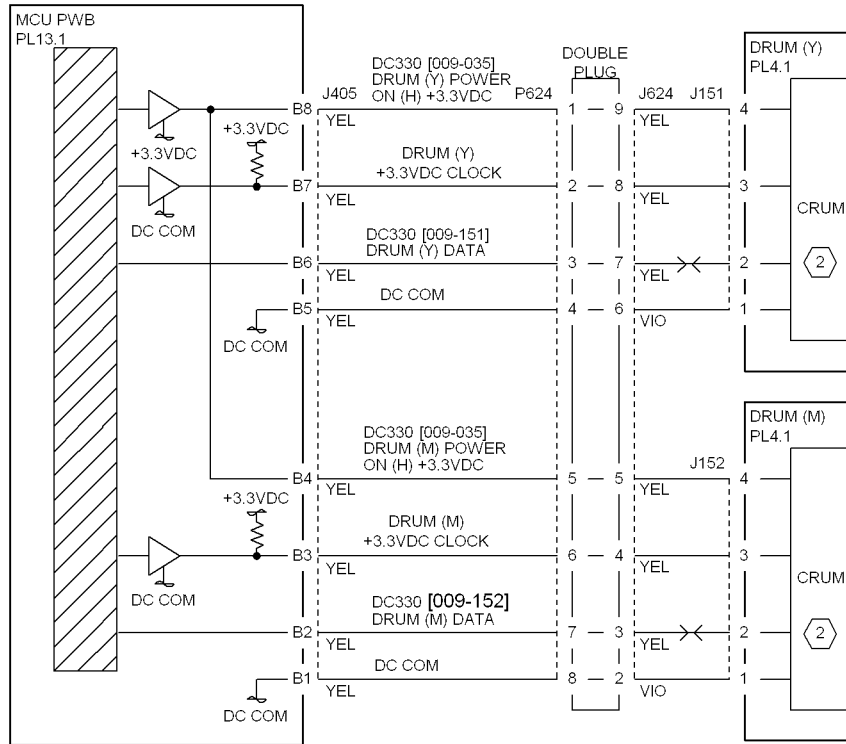 MCU PWB
PL13.1
DC330 [009-035]
DRUM (Y) POWER
ON (H) +3.3VDC
DOUBLE
PLUG
DRUM (Y)
PL4.1
J405
P624
J624
J151
B8
YEL
1
9
YEL
4
+3.3VDC
+3.3VDC
DRUM (Y)
+3.3VDC CLOCK
B7
YEL
2
8
YEL
3
CRUM
DC COM
DC330 [009-151]
DRUM (Y) DATA
B6
YEL
3
7
YEL
2
2
DC COM
B5
YEL
4
6
VIO
1
DC COM
DC330 [009-035]
DRUM (M) POWER
ON (H) +3.3VDC
DRUM (M)
PL4.1
J152
B4
YEL
5
5
YEL
4
+3.3VDC
DRUM (M)
+3.3VDC CLOCK
B3
YEL
6
4
YEL
3
CRUM
DC COM
DC330 [009-152]
DRUM (M) DATA
B2
YEL
7
3
YEL
2
2
DC COM
B1
YEL
8
2
VIO
1
DC COM